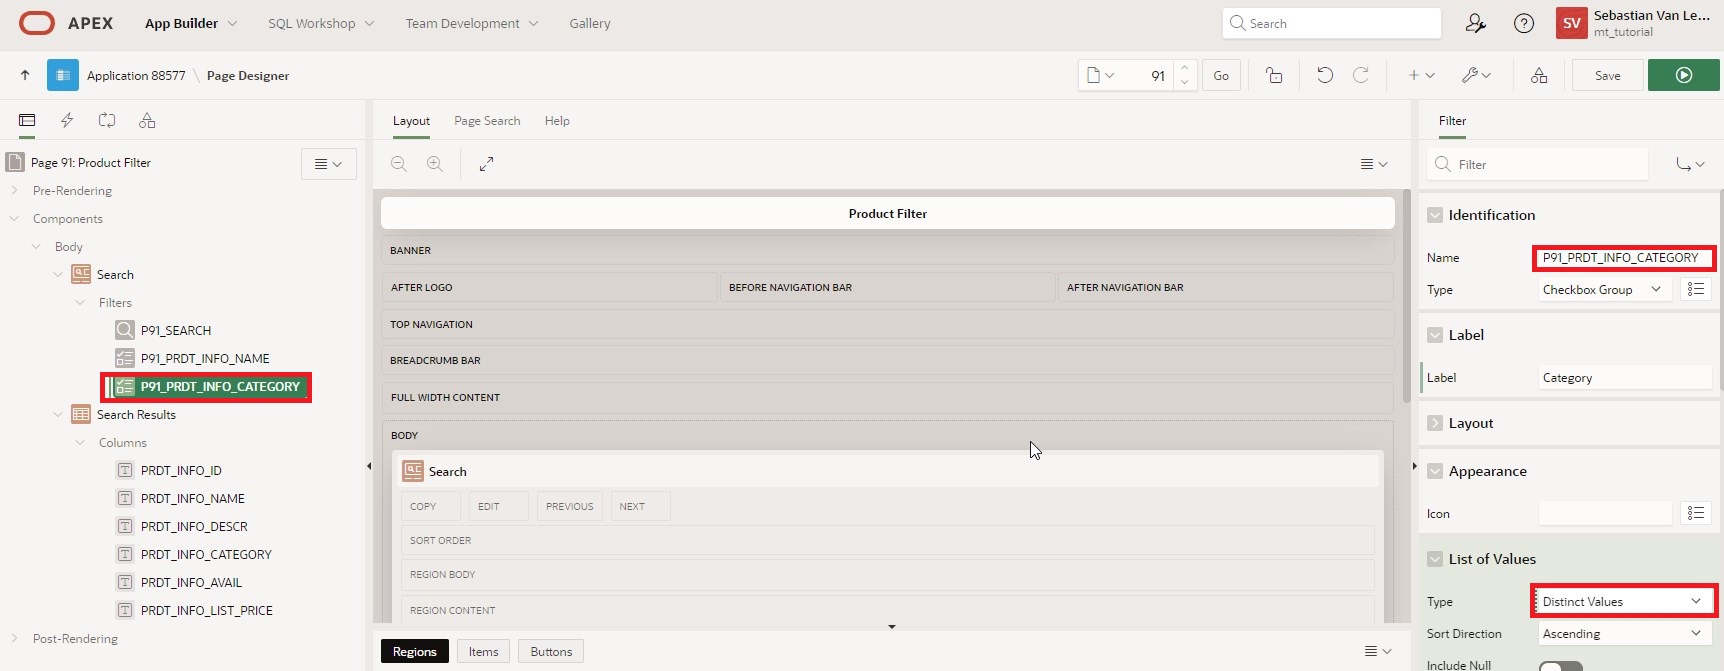 APEX App Builder SQL Workshop Team Development Gallery Search SV Sebastian Van Le...
mt_tutorial
Application 88577 \ Page Designer 91 Go Save
Layout Page Search Help
Filter
Page 91: Product Filter
Pre-Rendering
Components
Body
Search
Filters
P91_SEARCH
P91_PRDT_INFO_NAME
P91_PRDT_INFO_CATEGORY
Search Results
Columns
PRDT_INFO_ID
PRDT_INFO_NAME
PRDT_INFO_DESCR
PRDT_INFO_CATEGORY
PRDT_INFO_AVAIL
PRDT_INFO_LIST_PRICE
Post-Rendering
Product Filter
BANNER
AFTER LOGO BEFORE NAVIGATION BAR AFTER NAVIGATION BAR
TOP NAVIGATION
BREADCRUMB BAR
FULL WIDTH CONTENT
BODY
Search
COPY EDIT PREVIOUS NEXT
SORT ORDER
REGION BODY
REGION CONTENT
Regions Items Buttons
Filter
Identification
Name P91_PRDT_INFO_CATEGORY
Type Checkbox Group
Label
Label Category
Layout
Appearance
Icon
List of Values
Type Distinct Values
Sort Direction Ascending
Include Null